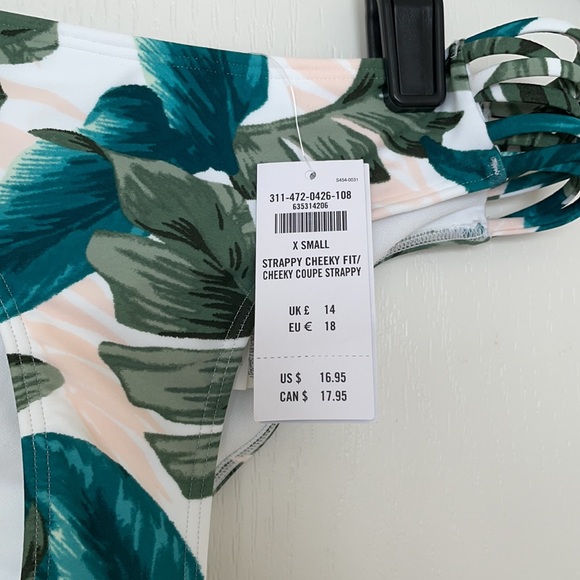 S454-0031
311-472-0426-108
635314206
X SMALL
STRAPPY CHEEKY FIT/
CHEEKY COUPE STRAPPY
UK £ 14
EU € 18
US $ 16.95
CAN $ 17.95